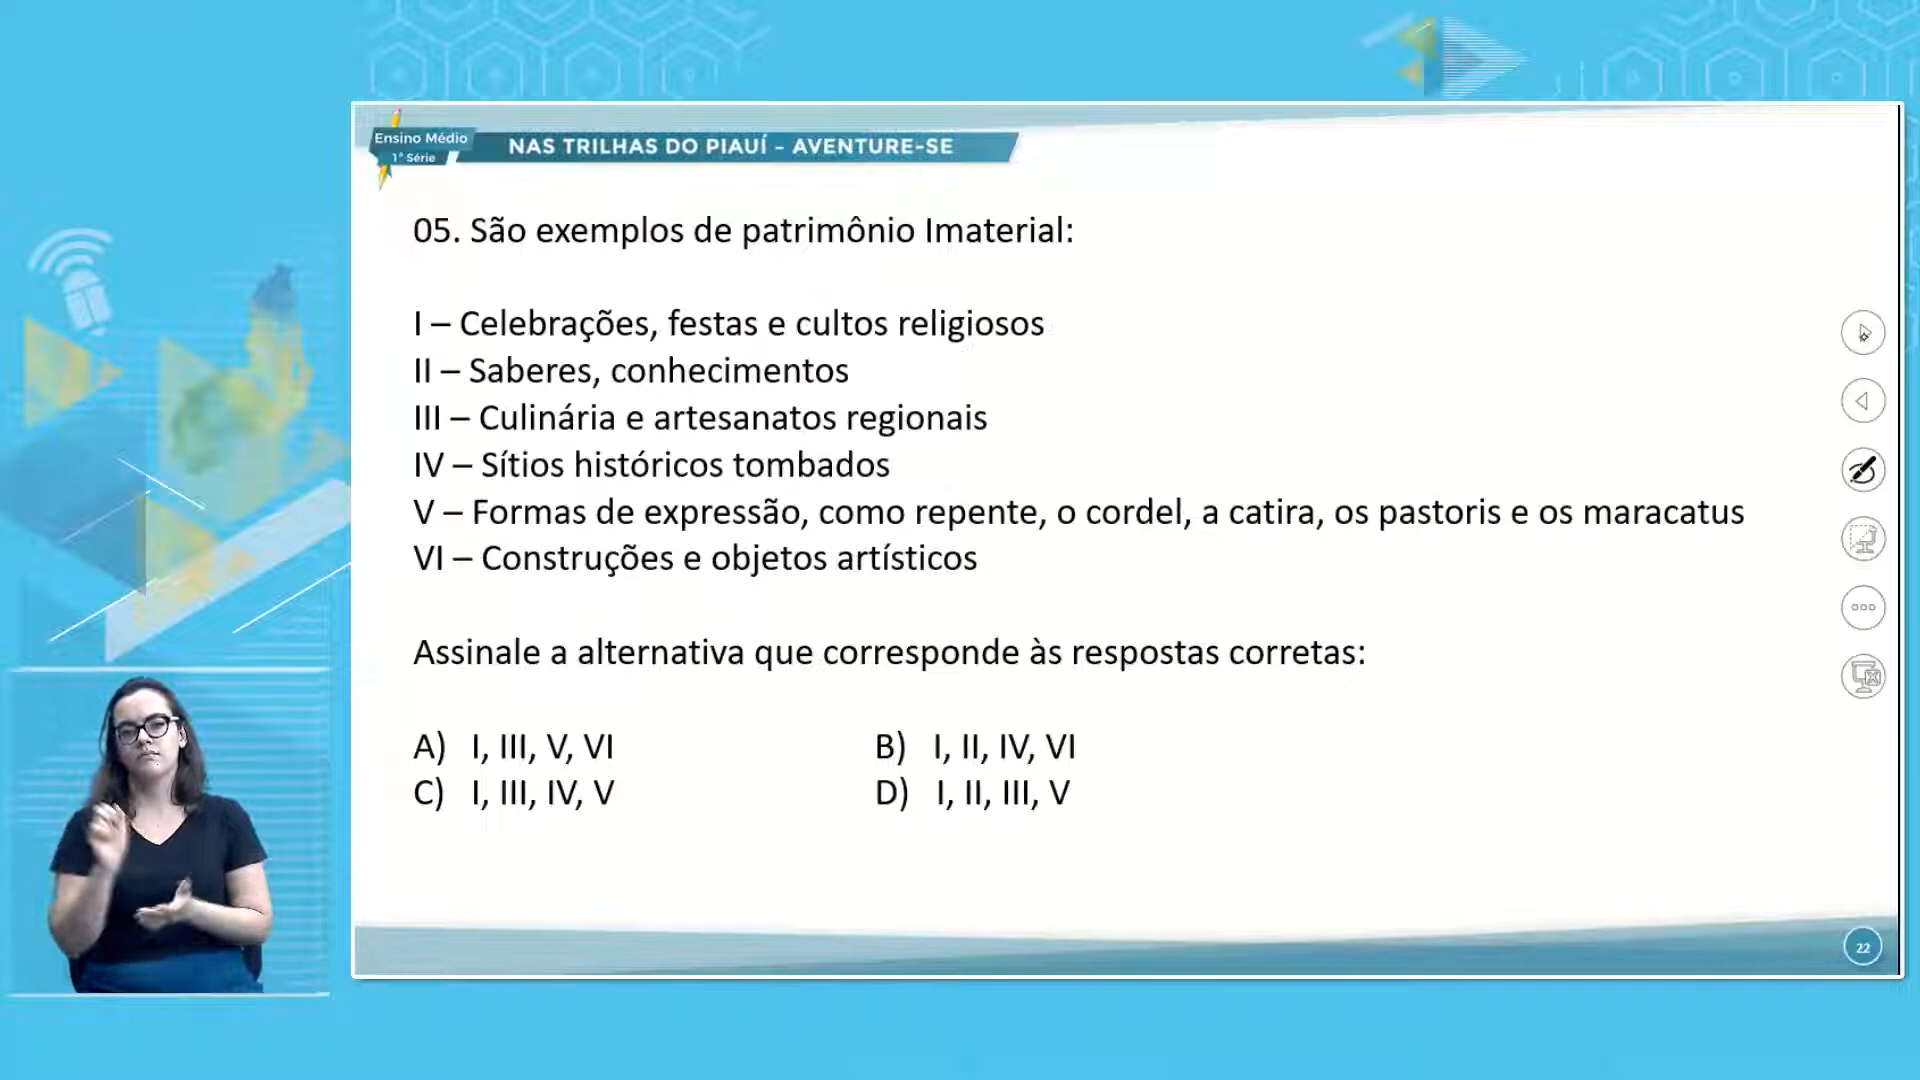 Ensino Médio
1ª Série
NAS TRILHAS DO PIAUÍ - AVENTURE-SE
05. São exemplos de patrimônio Imaterial:
I – Celebrações, festas e cultos religiosos
II – Saberes, conhecimentos
III – Culinária e artesanatos regionais
IV – Sítios históricos tombados
V – Formas de expressão, como repente, o cordel, a catira, os pastoris e os maracatus
VI – Construções e objetos artísticos
Assinale a alternativa que corresponde às respostas corretas:
A) I, III, V, VI B) I, II, IV, VI
C) I, III, IV, V D) I, II, III, V
22